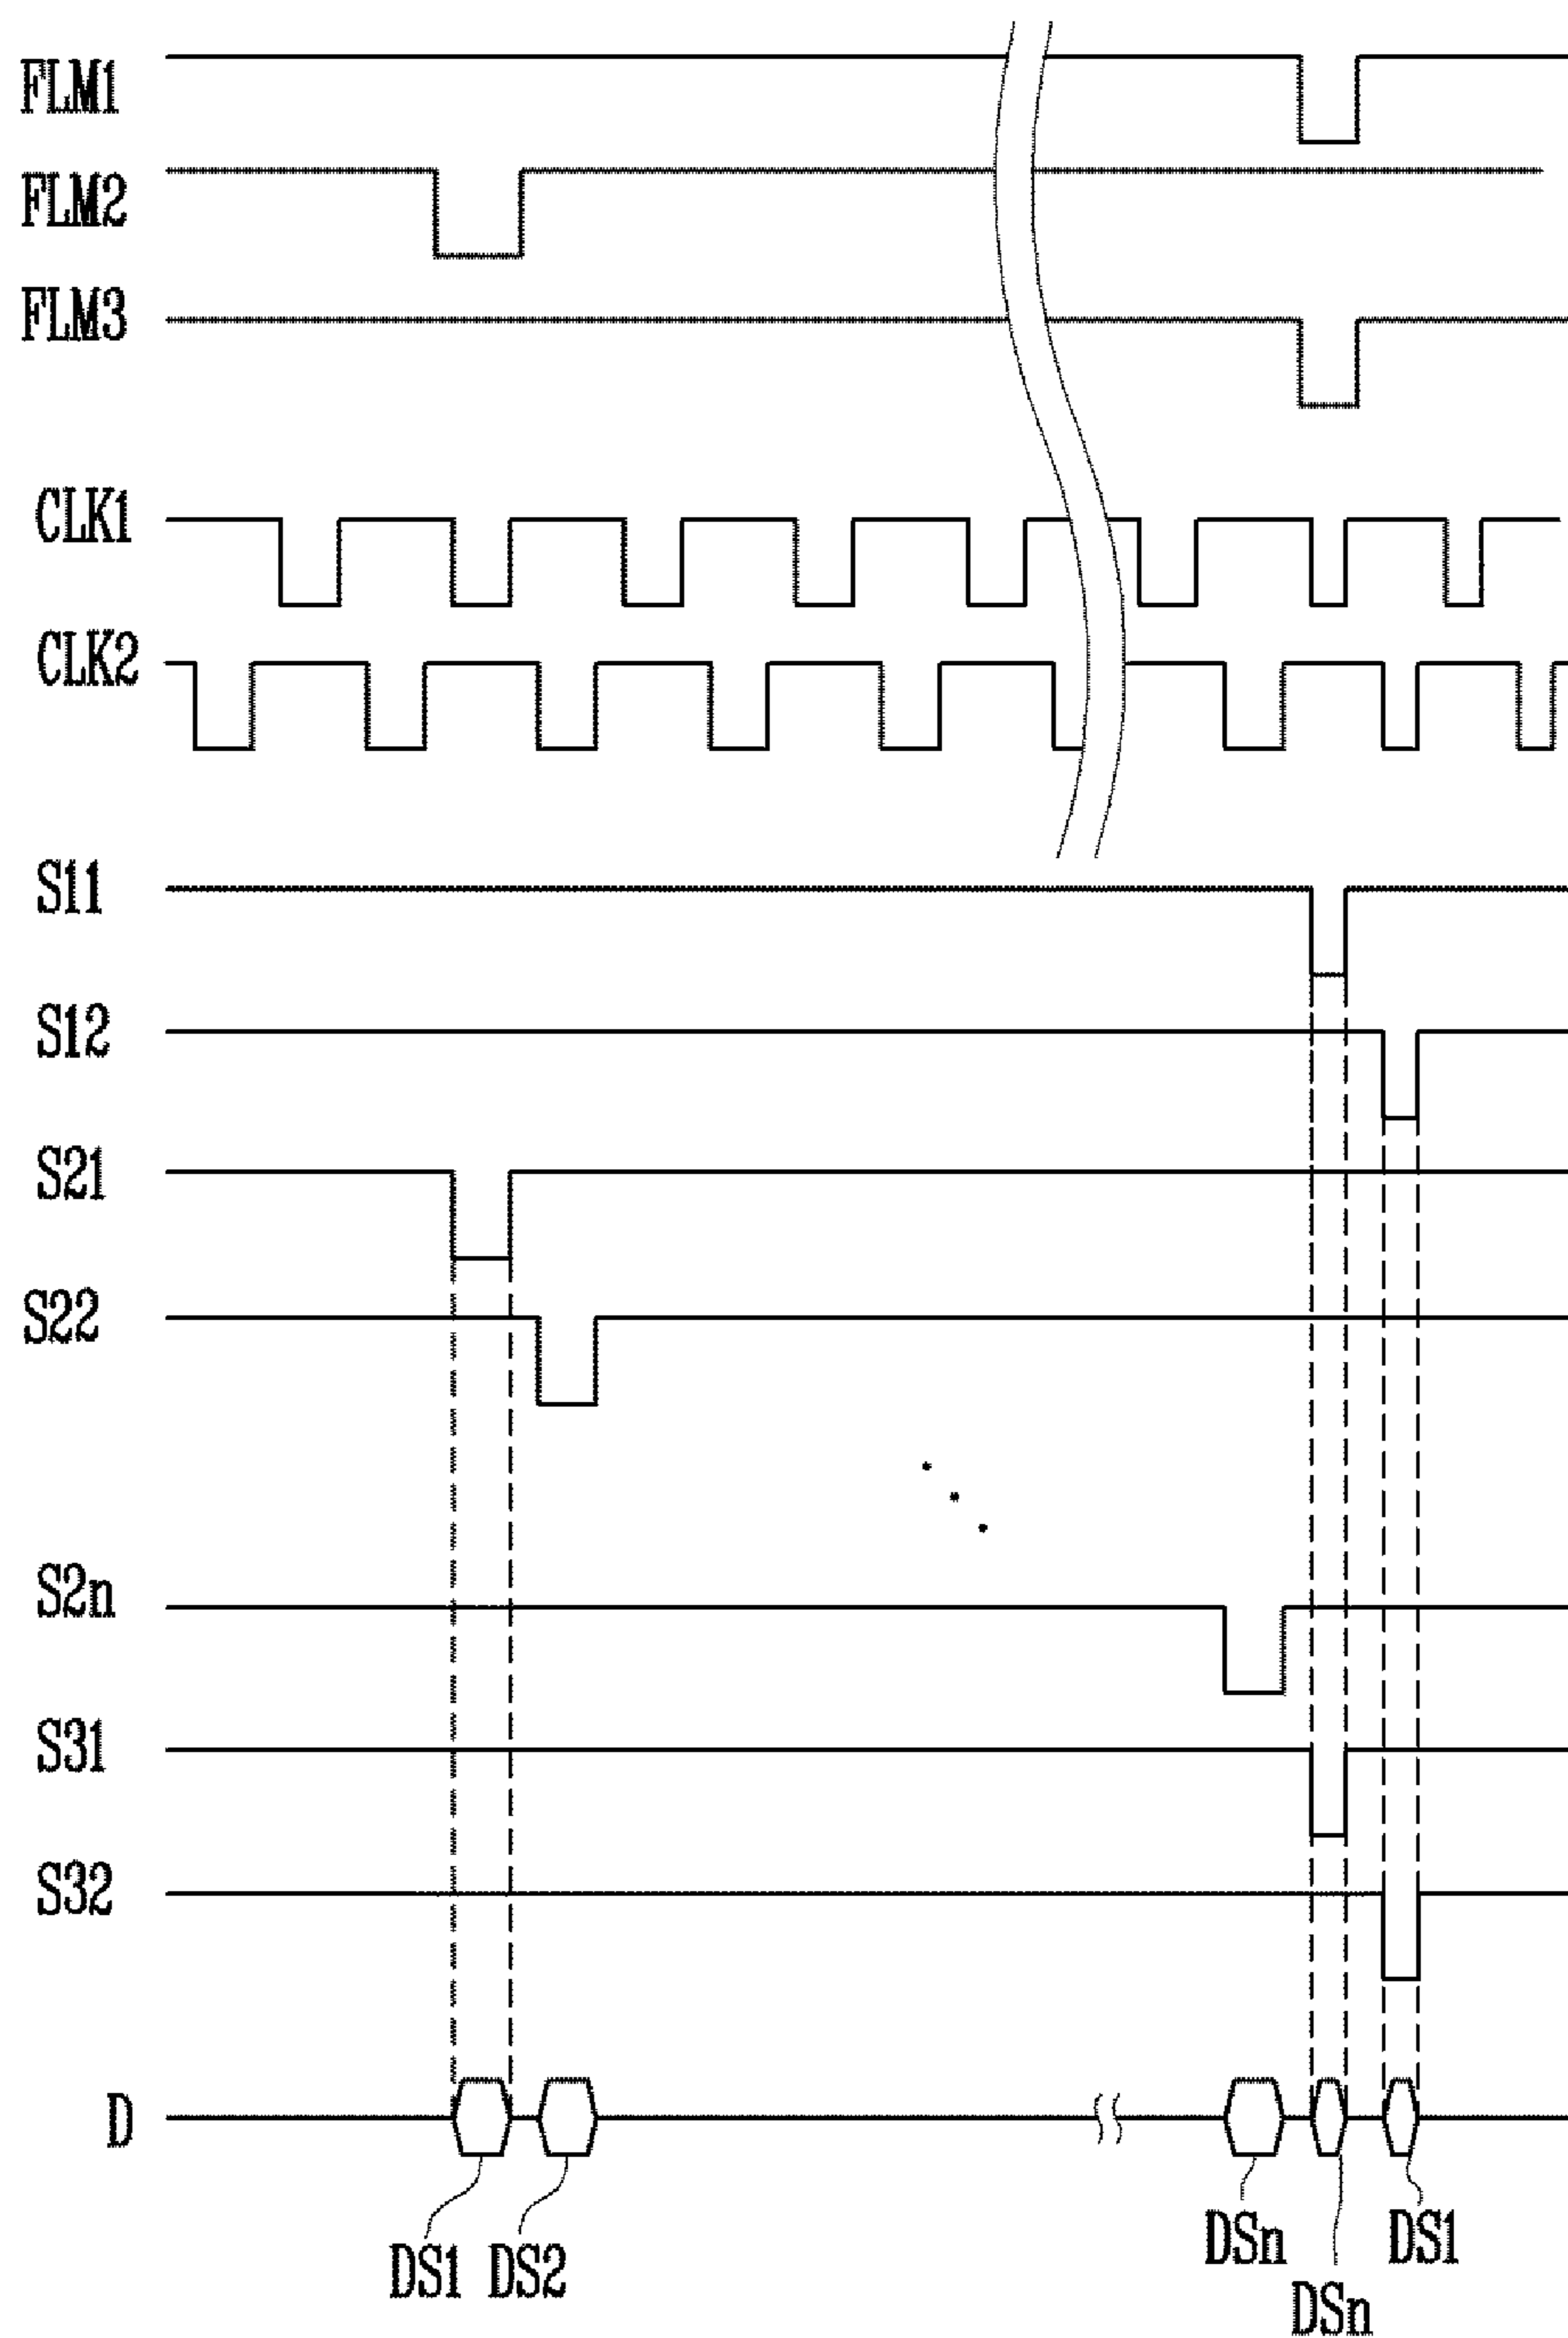 FLM1
FLM2
FLM3
CLK1
CLK2
S11
S12
S21
S22
S2n
S31
S32
D
DS1 DS2 DSn DSn DS1